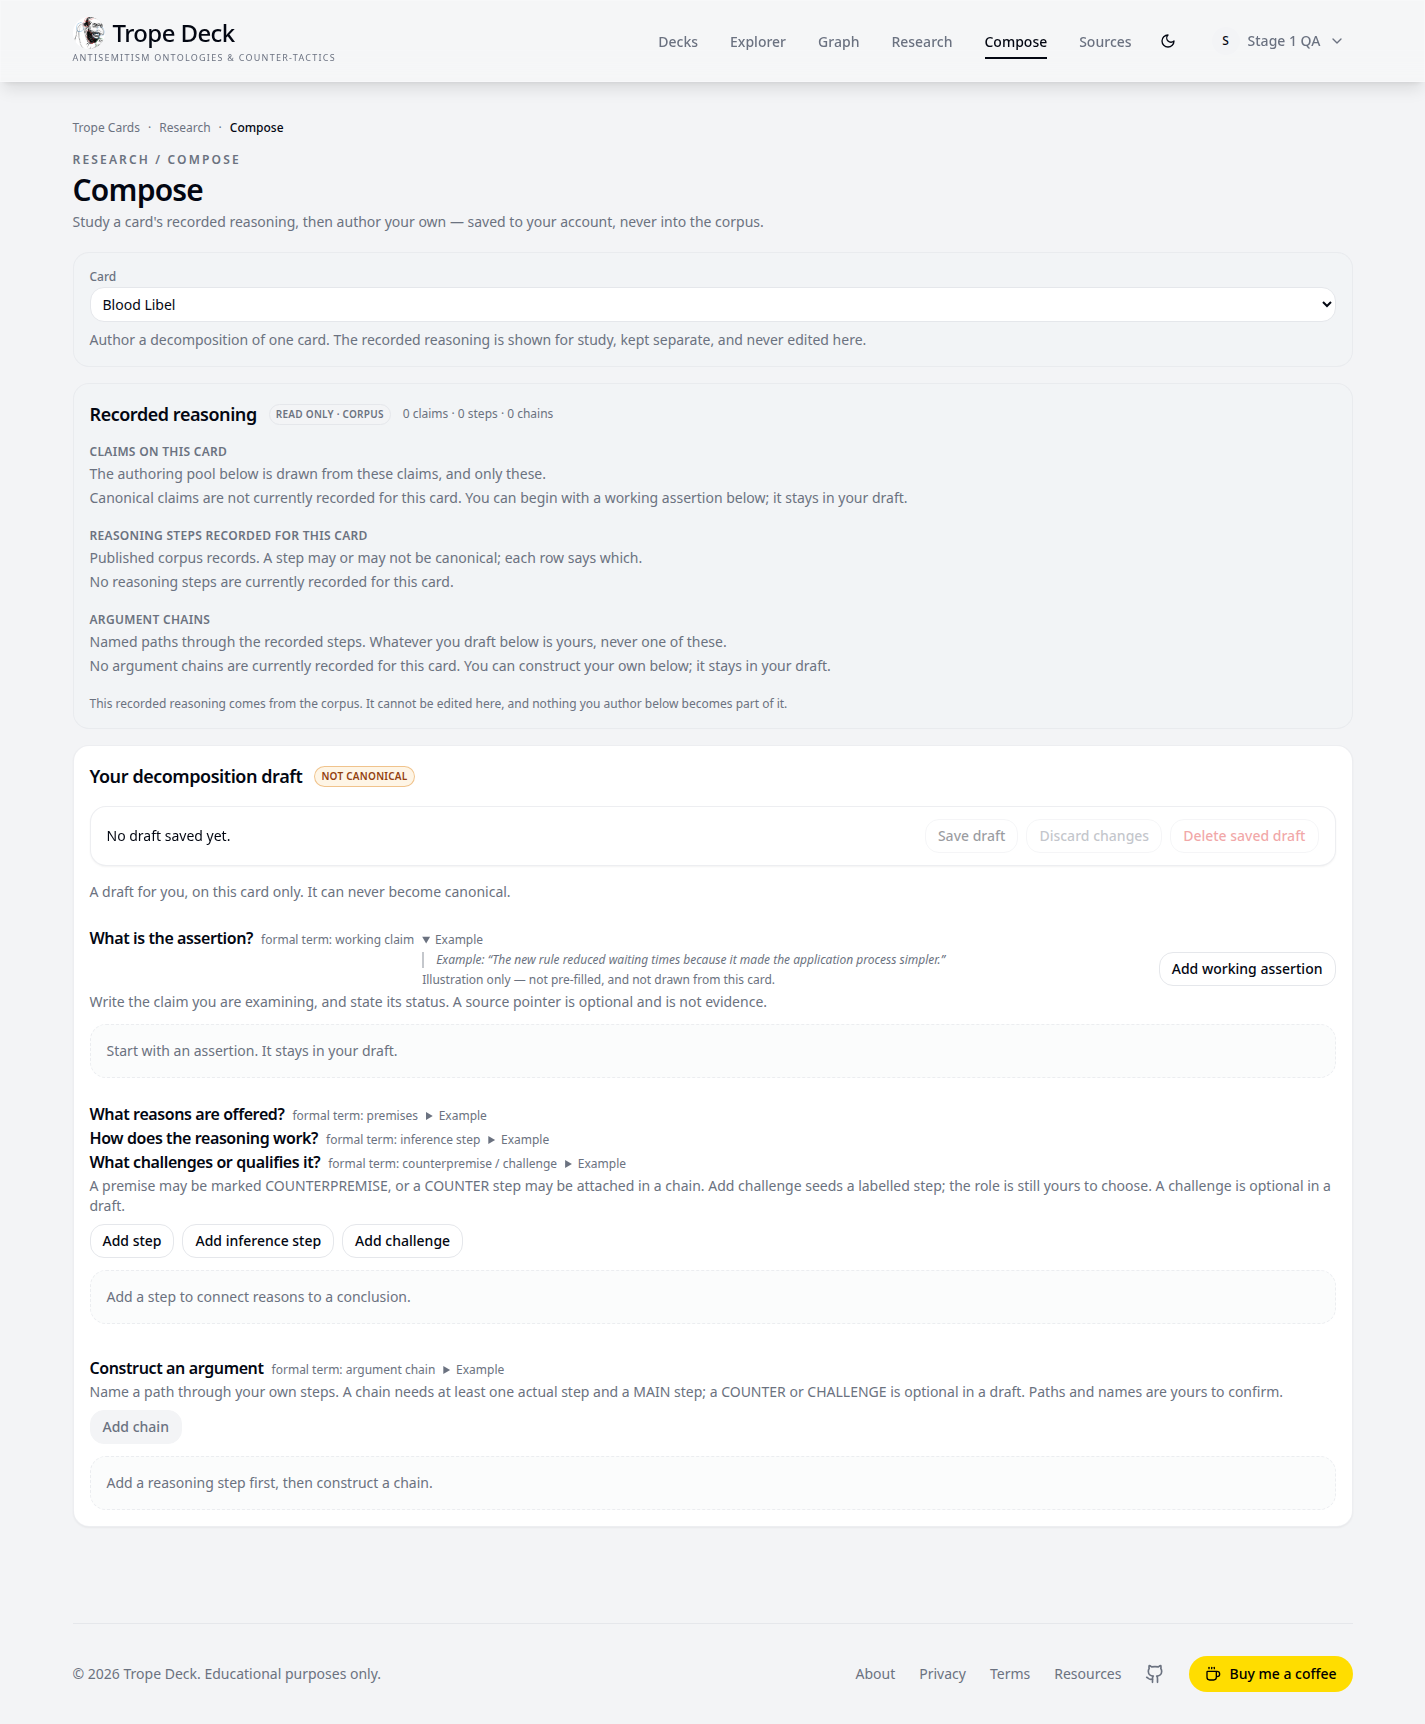 Trope Deck
ANTISEMITISM ONTOLOGIES & COUNTER-TACTICS
Decks
Explorer
Graph
Research
Compose
Sources
S
Stage 1 QA
Trope Cards · Research · Compose
RESEARCH / COMPOSE
Compose
Study a card's recorded reasoning, then author your own — saved to your account, never into the corpus.
Card
Blood Libel
Author a decomposition of one card. The recorded reasoning is shown for study, kept separate, and never edited here.
Recorded reasoning READ ONLY · CORPUS 0 claims · 0 steps · 0 chains
CLAIMS ON THIS CARD
The authoring pool below is drawn from these claims, and only these.
Canonical claims are not currently recorded for this card. You can begin with a working assertion below; it stays in your draft.
REASONING STEPS RECORDED FOR THIS CARD
Published corpus records. A step may or may not be canonical; each row says which.
No reasoning steps are currently recorded for this card.
ARGUMENT CHAINS
Named paths through the recorded steps. Whatever you draft below is yours, never one of these.
No argument chains are currently recorded for this card. You can construct your own below; it stays in your draft.
This recorded reasoning comes from the corpus. It cannot be edited here, and nothing you author below becomes part of it.
Your decomposition draft NOT CANONICAL
No draft saved yet.
Save draft
Discard changes
Delete saved draft
A draft for you, on this card only. It can never become canonical.
What is the assertion? formal term: working claim ▼ Example
Example: “The new rule reduced waiting times because it made the application process simpler.”
Illustration only — not pre-filled, and not drawn from this card.
Add working assertion
Write the claim you are examining, and state its status. A source pointer is optional and is not evidence.
Start with an assertion. It stays in your draft.
What reasons are offered? formal term: premises ▶ Example
How does the reasoning work? formal term: inference step ▶ Example
What challenges or qualifies it? formal term: counterpremise / challenge ▶ Example
A premise may be marked COUNTERPREMISE, or a COUNTER step may be attached in a chain. Add challenge seeds a labelled step; the role is still yours to choose. A challenge is optional in a
draft.
Add step
Add inference step
Add challenge
Add a step to connect reasons to a conclusion.
Construct an argument formal term: argument chain ▶ Example
Name a path through your own steps. A chain needs at least one actual step and a MAIN step; a COUNTER or CHALLENGE is optional in a draft. Paths and names are yours to confirm.
Add chain
Add a reasoning step first, then construct a chain.
© 2026 Trope Deck. Educational purposes only.
About
Privacy
Terms
Resources
Buy me a coffee